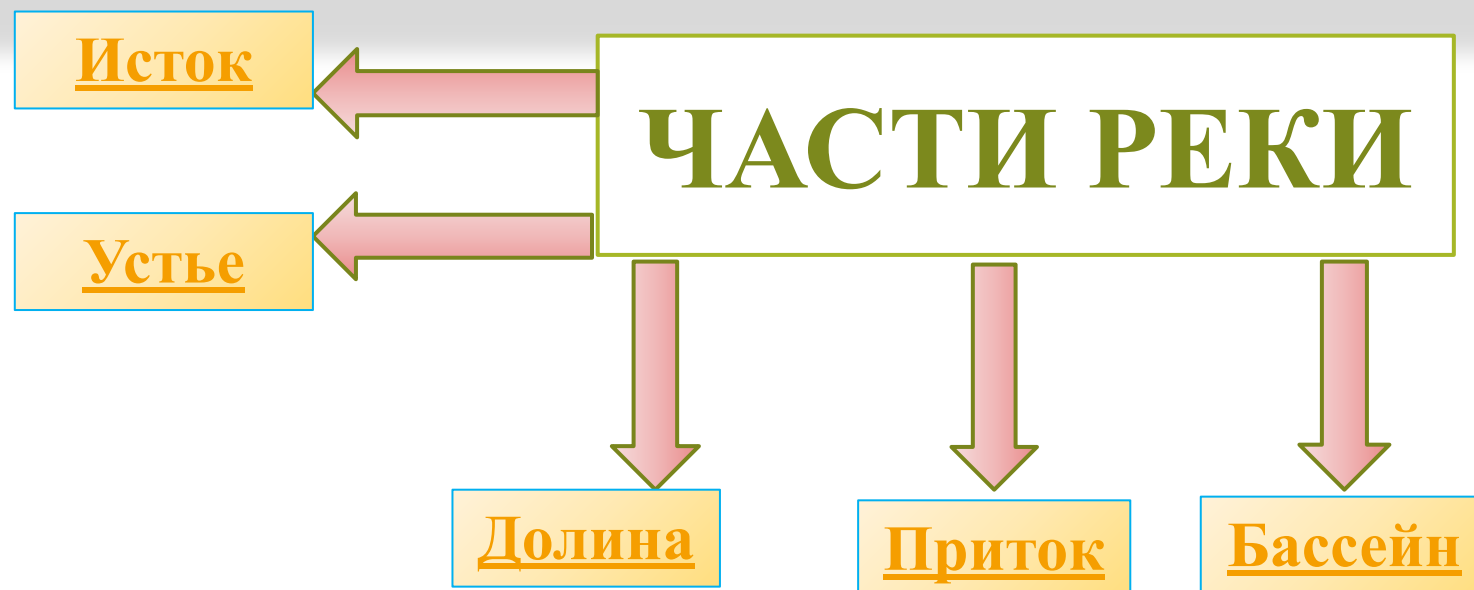 Исток
ЧАСТИ РЕКИ
Устье
Долина
Приток
Бассейн